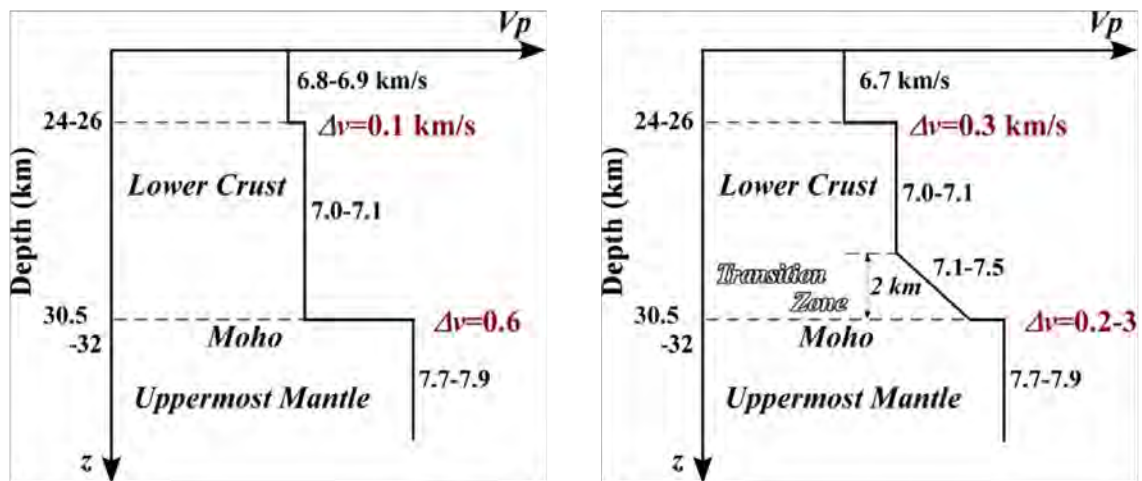 Vp
6.8-6.9 km/s
24-26
Δv=0.1 km/s
Lower Crust
7.0-7.1
Depth (km)
30.5
-32
Δv=0.6
Moho
7.7-7.9
Uppermost Mantle
z
Vp
6.7 km/s
24-26
Δv=0.3 km/s
Lower Crust
7.0-7.1
Depth (km)
7.1-7.5
Transition
Zone
2 km
30.5
-32
Δv=0.2-3
Moho
7.7-7.9
Uppermost Mantle
z